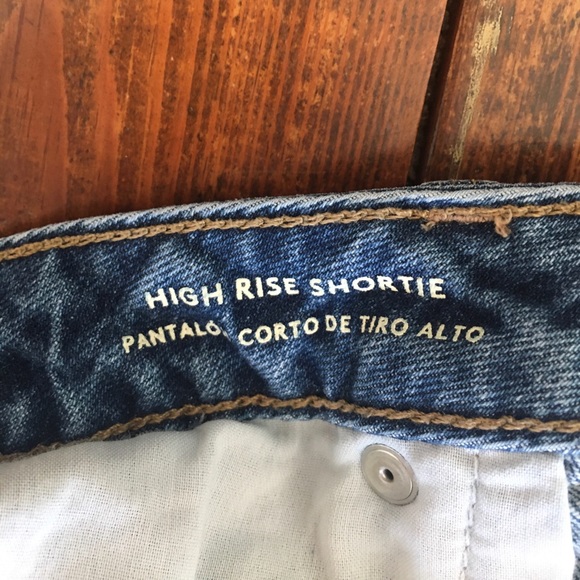 HIGH RISE SHORTIE
PANTALO CORTO DE TIRO ALTO